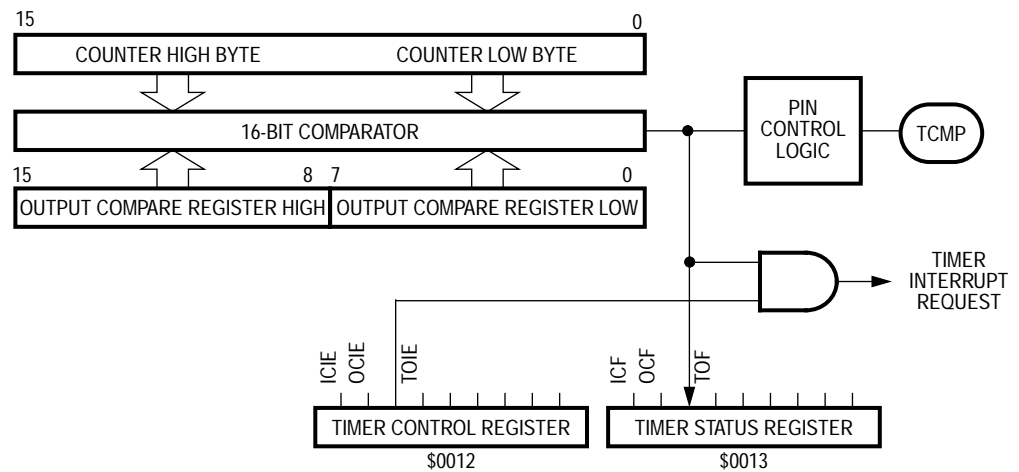 15 0
COUNTER HIGH BYTE COUNTER LOW BYTE
16-BIT COMPARATOR
PIN
CONTROL
LOGIC
TCMP
15 8 7 0
OUTPUT COMPARE REGISTER HIGH OUTPUT COMPARE REGISTER LOW
TIMER
INTERRUPT
REQUEST
ICIE
OCIE
TOIE
ICF
OCF
TOF
TIMER CONTROL REGISTER
$0012
TIMER STATUS REGISTER
$0013